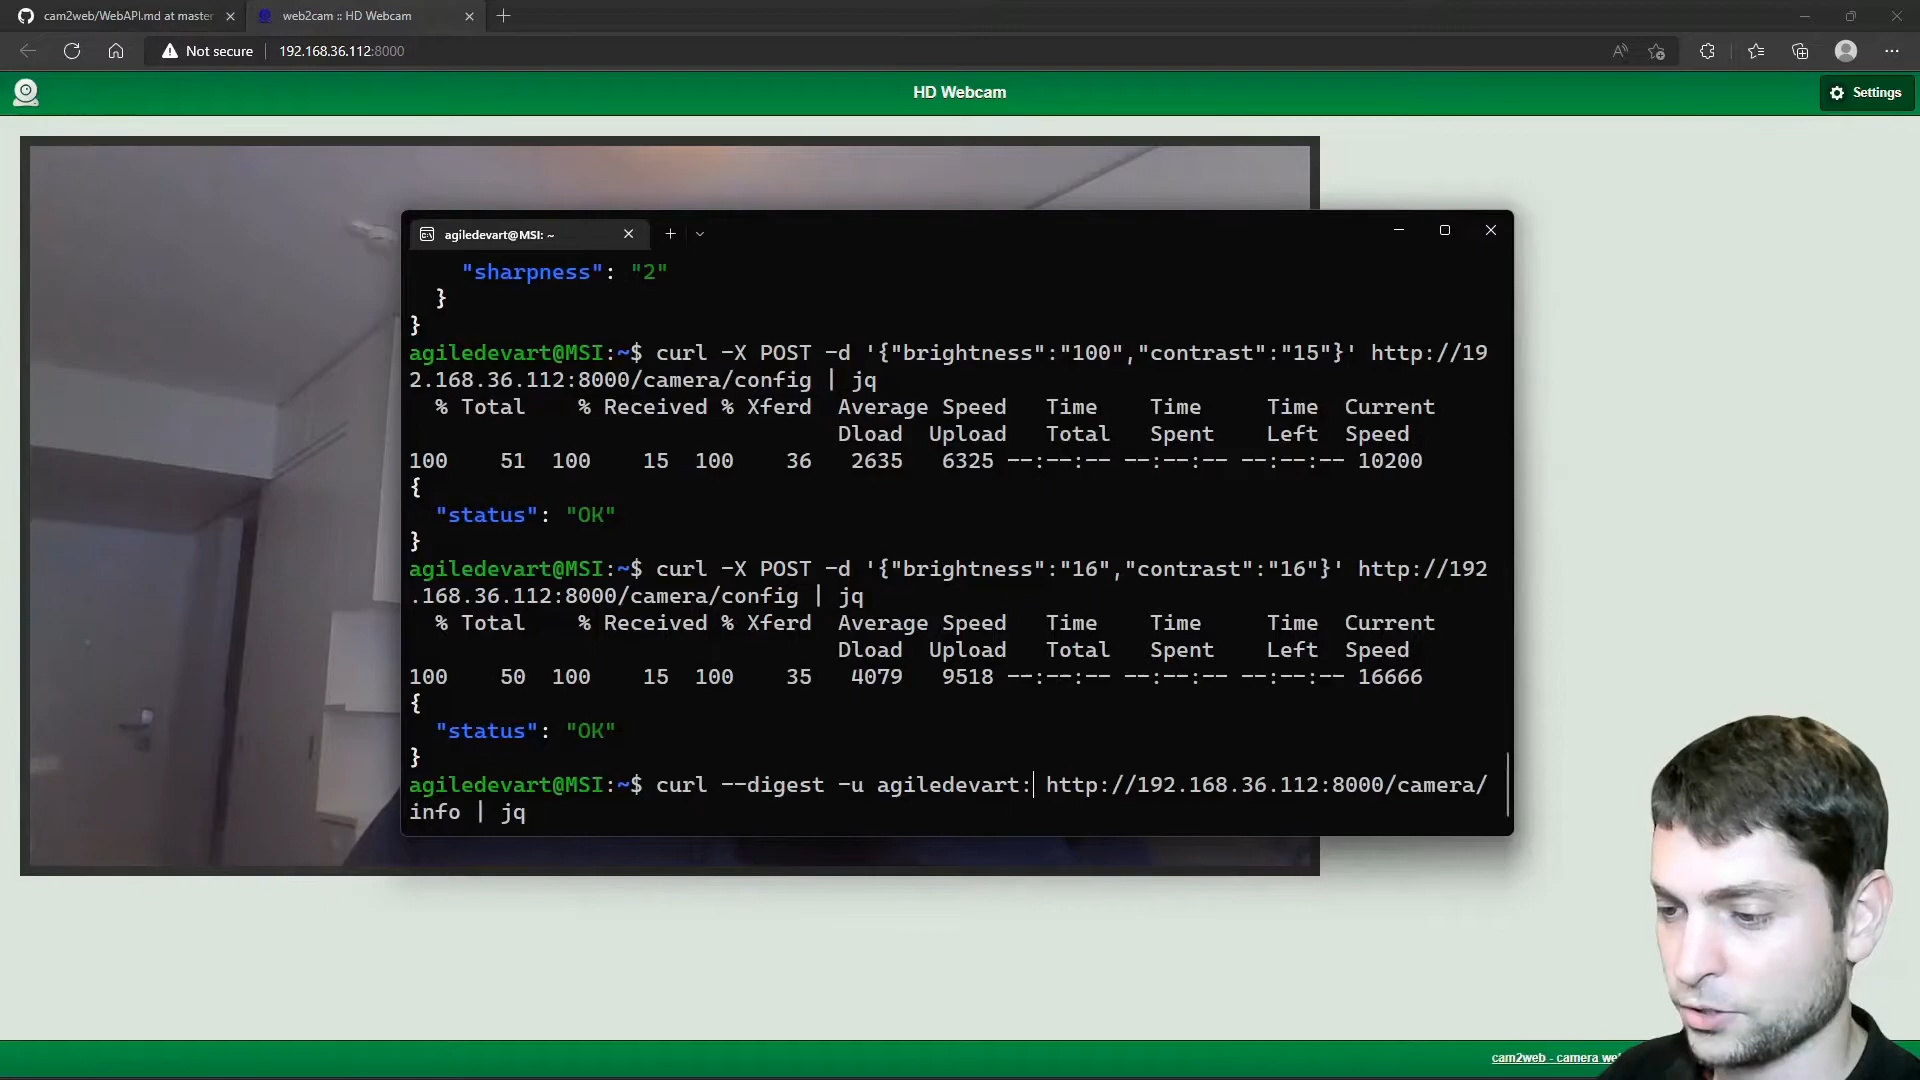 cam2web/WebAPI.md at master
web2cam :: HD Webcam
Not secure
192.168.36.112:8000
HD Webcam
Settings
agiledevart@MSI: ~
"sharpness": "2"
}
}
agiledevart@MSI:~$ curl -X POST -d '{"brightness":"100","contrast":"15"}' http://19
2.168.36.112:8000/camera/config | jq
% Total % Received % Xferd Average Speed Time Time Time Current
Dload Upload Total Spent Left Speed
100 51 100 15 100 36 2635 6325 --:--:-- --:--:-- --:--:-- 10200
{
"status": "OK"
}
agiledevart@MSI:~$ curl -X POST -d '{"brightness":"16","contrast":"16"}' http://192
.168.36.112:8000/camera/config | jq
% Total % Received % Xferd Average Speed Time Time Time Current
Dload Upload Total Spent Left Speed
100 50 100 15 100 35 4079 9518 --:--:-- --:--:-- --:--:-- 16666
{
"status": "OK"
}
agiledevart@MSI:~$ curl --digest -u agiledevart: http://192.168.36.112:8000/camera/
info | jq
cam2web - camera we